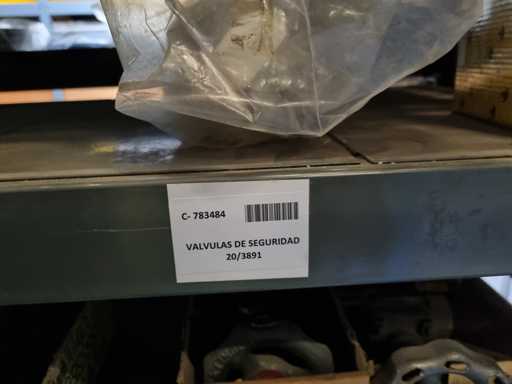 C- 783484
VALVULAS DE SEGURIDAD
20/3891